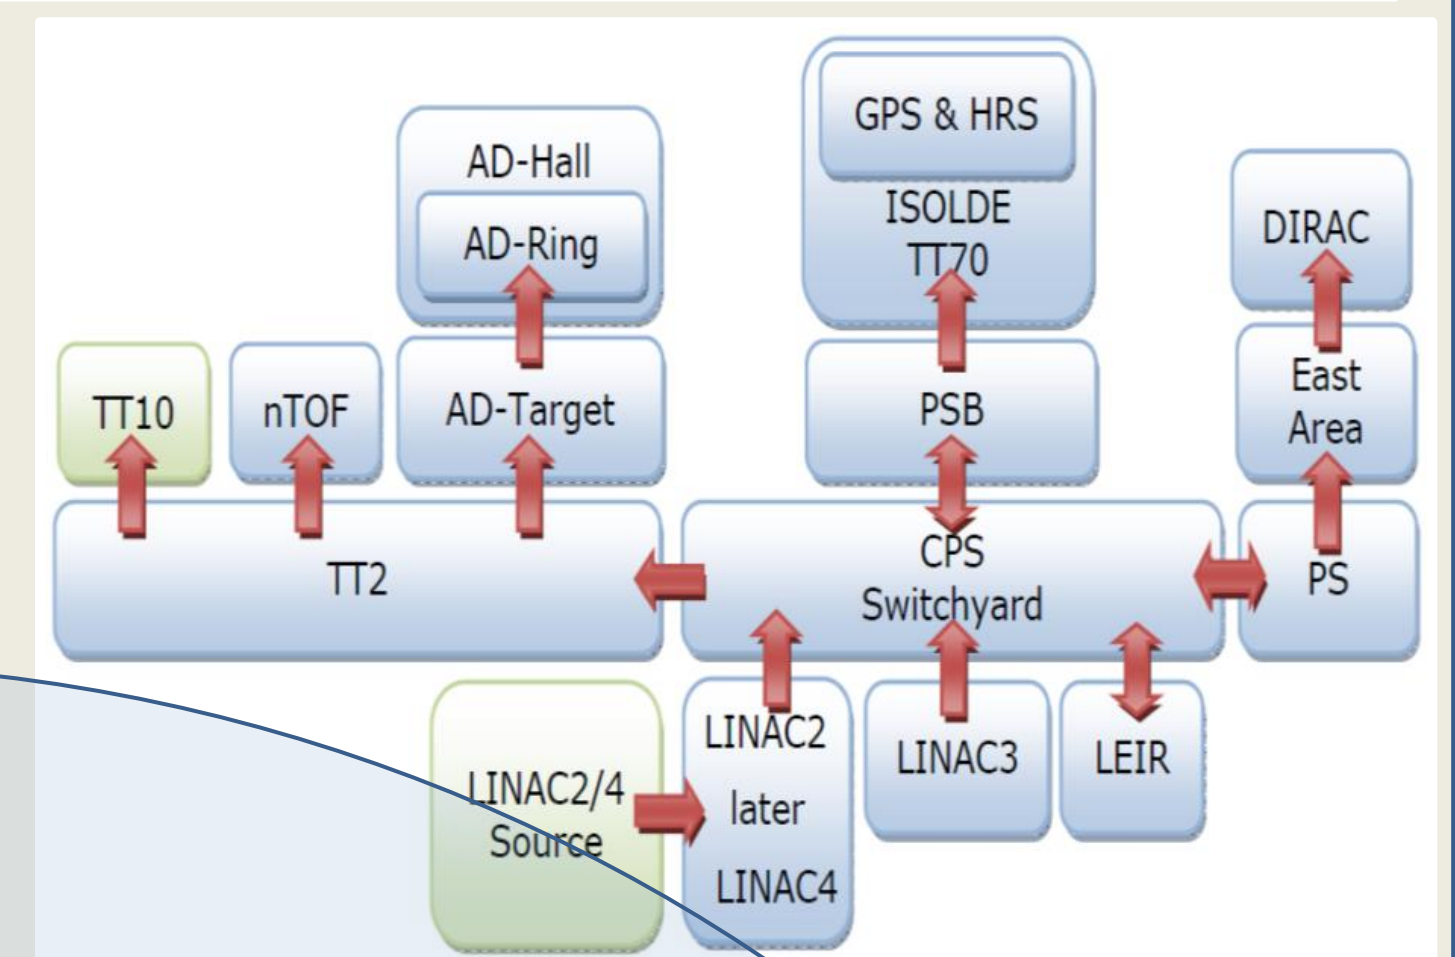 GPS & HRS
AD-Hall
ISOLDE
TT70
AD-Ring
DIRAC
TT10
nTOF
AD-Target
PSB
East
Area
TT2
CPS
Switchyard
PS
LINAC2/4
Source
LINAC2
later
LINAC4
LINAC3
LEIR